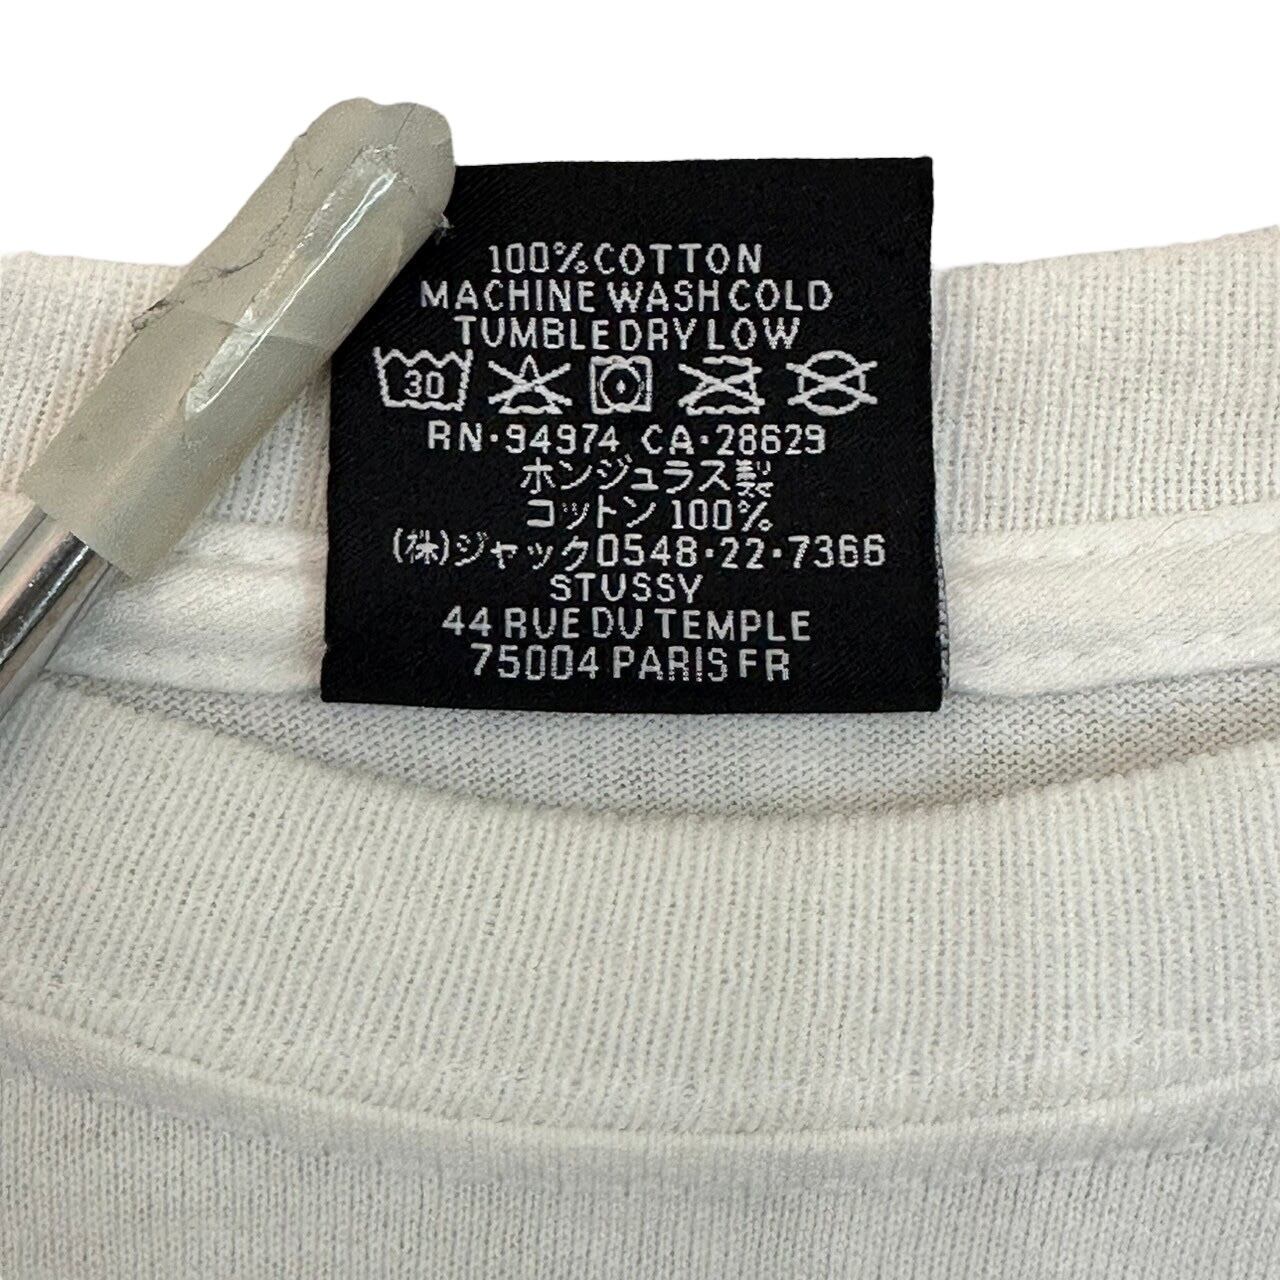 100% COTTON
MACHINE WASH COLD
TUMBLE DRY LOW
30
RN·94974 CA·28629
ホンジュラス製
コットン 100%
(株)ジャック0548·22·7366
STUSSY
44 RUE DU TEMPLE
75004 PARIS FR